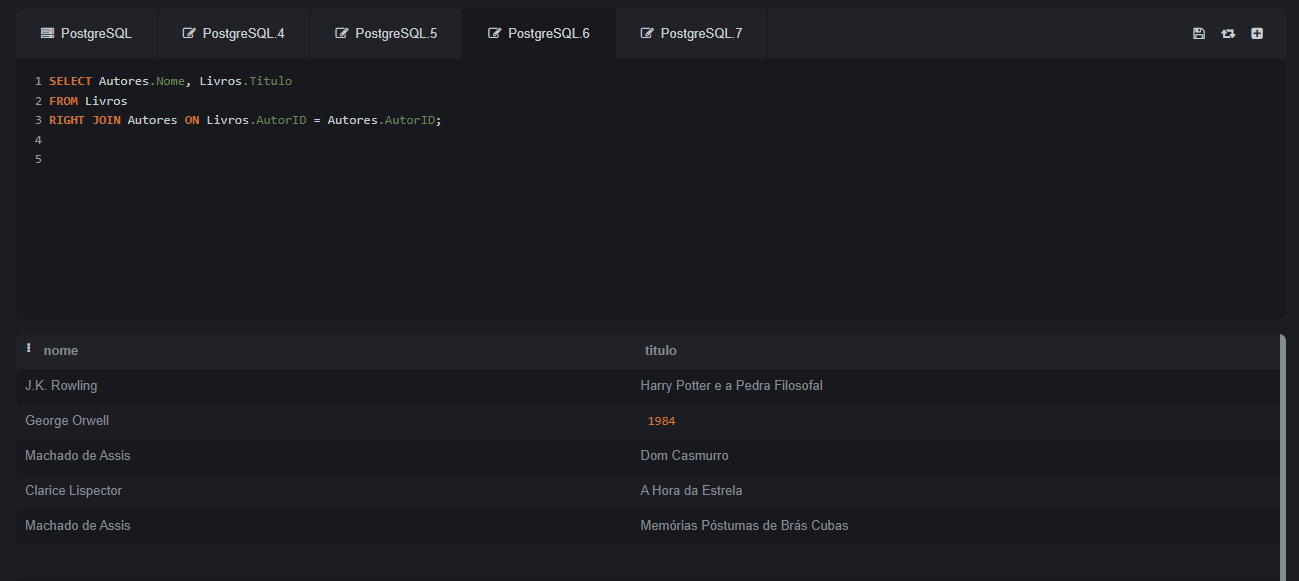 PostgreSQL PostgreSQL.4 PostgreSQL.5 PostgreSQL.6 PostgreSQL.7
1 SELECT Autores.Nome, Livros.Titulo
2 FROM Livros
3 RIGHT JOIN Autores ON Livros.AutorID = Autores.AutorID;
4
5
nome titulo
J.K. Rowling Harry Potter e a Pedra Filosofal
George Orwell 1984
Machado de Assis Dom Casmurro
Clarice Lispector A Hora da Estrela
Machado de Assis Memórias Póstumas de Brás Cubas